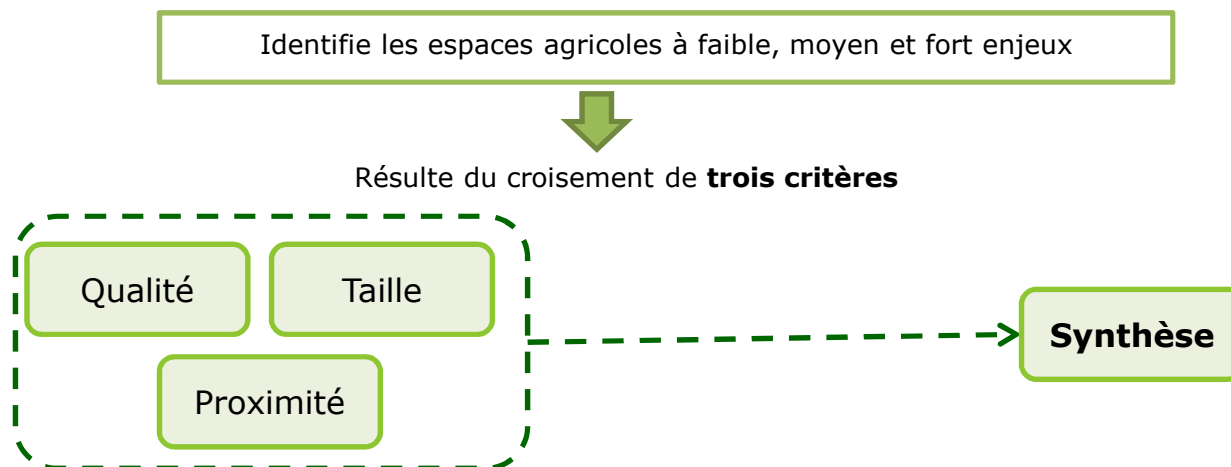 Identifie les espaces agricoles à faible, moyen et fort enjeux
Résulte du croisement de trois critères
Qualité
Taille
Proximité
Synthèse